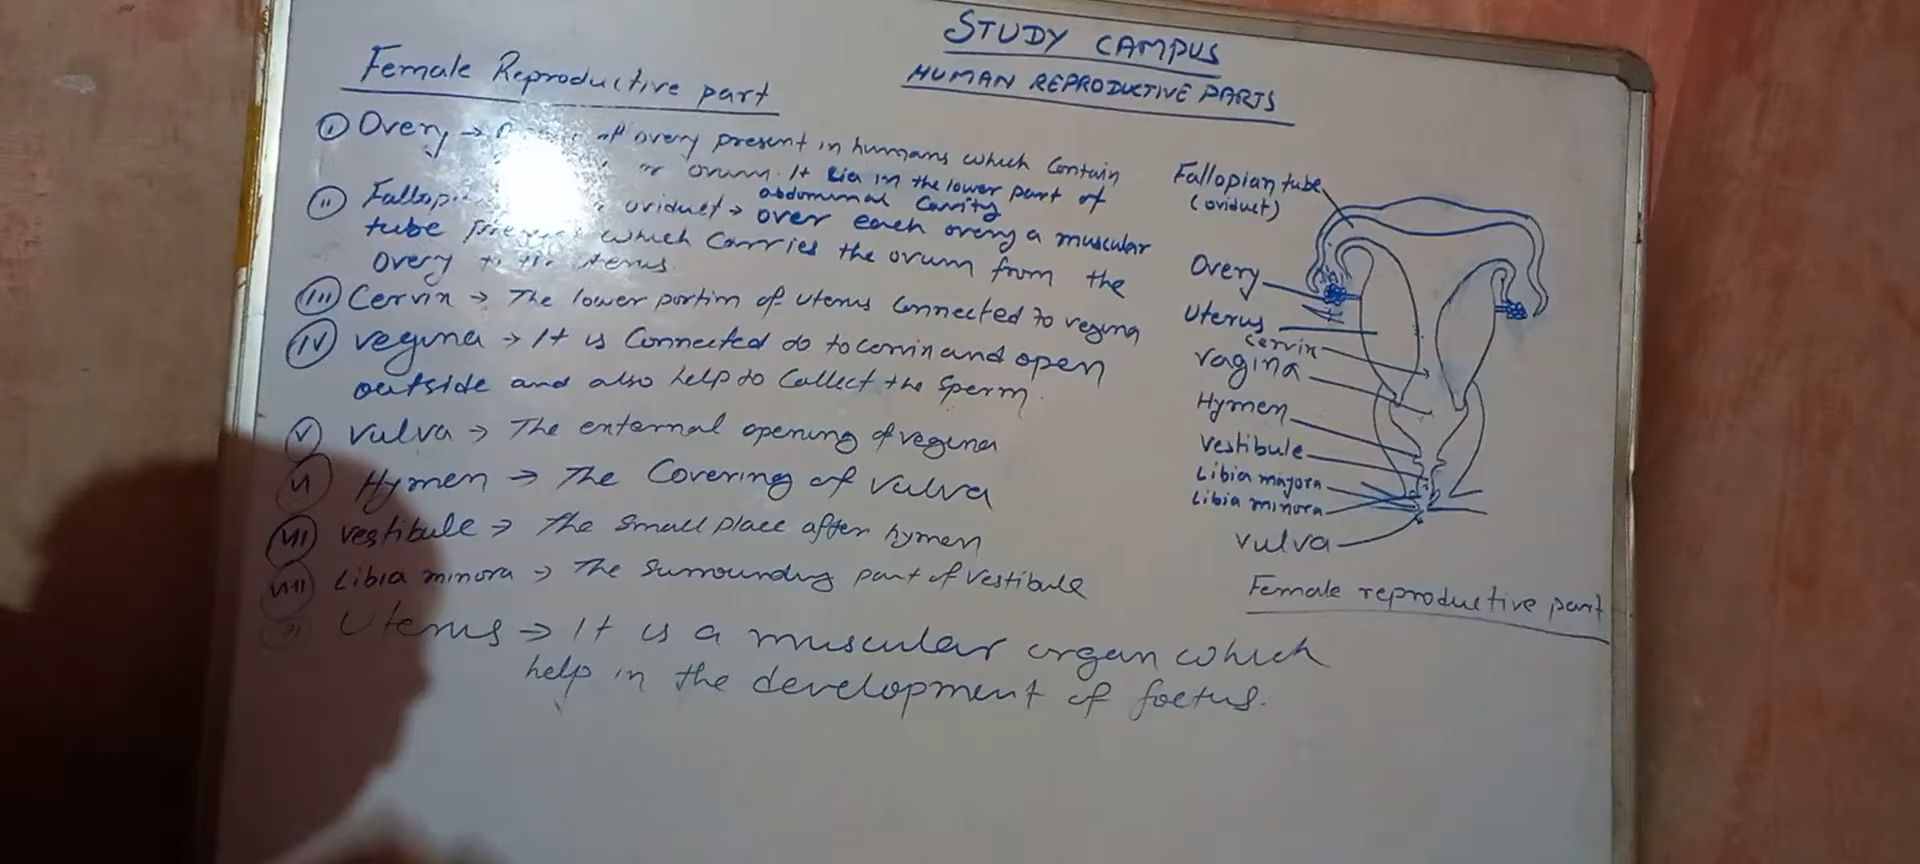 STUDY CAMPUS
HUMAN REPRODUCTIVE PARTS
Female Reproductive part
(i) Overy → of overy present in humans which Contain
or ovum. It Lia in the lower part of
abdominal Cavity
(ii) oviduct → over each overy a muscular
tube which Carries the ovum from the
overy to the uterus
(iii) Cervix → The lower portion of uterus Connected to vegina
(iv) vegina → It is Connected do to cervix and open
outside and also help to Collect the Sperm.
(v) Vulva → The external opening of vegina
(vi) Hymen → The Covering of Vulva
(vii) vestibule → The small place after hymen
(viii) Libia minora → The surrounding part of Vestibule
Uterus → It is a muscular organ which
help in the development of foetus.
Fallopian tube
(oviduct)
Overy
Uterus
Cervix
vagina
Hymen
Vestibule
Libia majora
Libia minora
Vulva
Female reproductive part